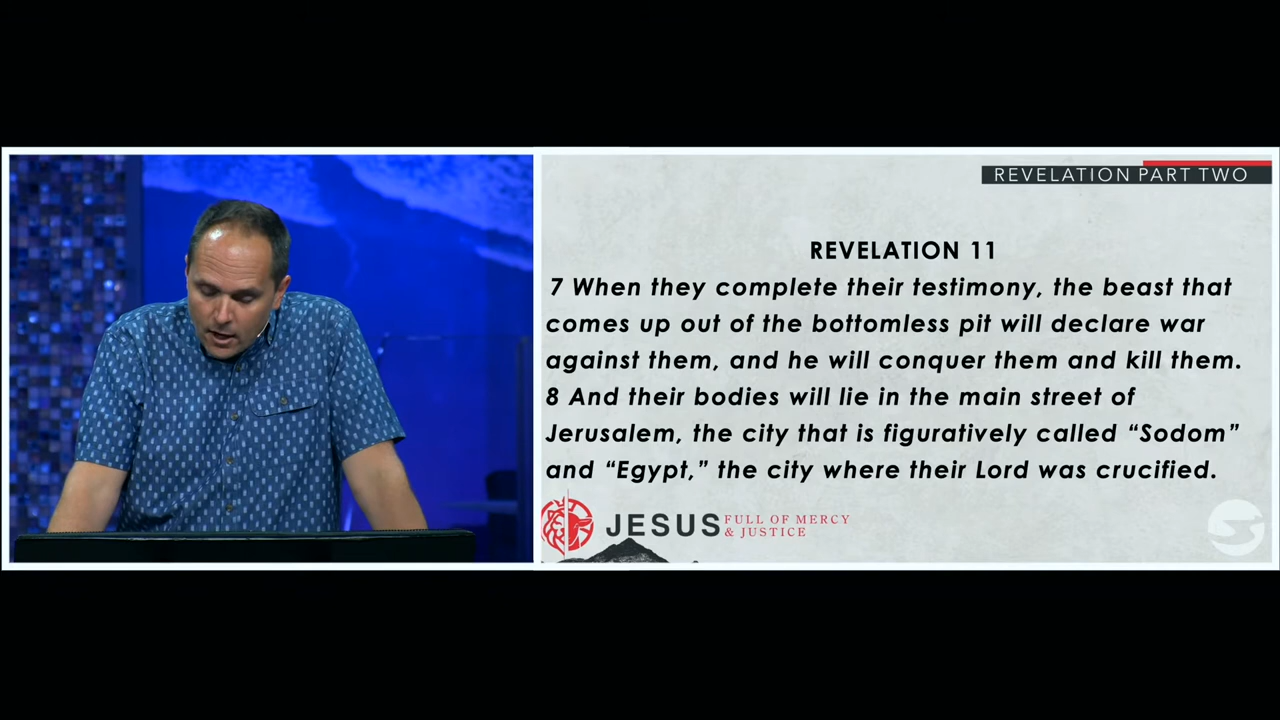 REVELATION PART TWO
REVELATION 11
7 When they complete their testimony, the beast that
comes up out of the bottomless pit will declare war
against them, and he will conquer them and kill them.
8 And their bodies will lie in the main street of
Jerusalem, the city that is figuratively called “Sodom”
and “Egypt,” the city where their Lord was crucified.
JESUS FULL OF MERCY
& JUSTICE